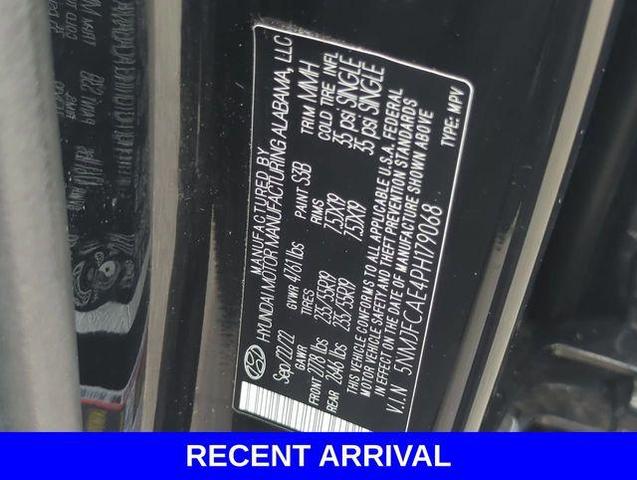 MANUFACTURED BY
HYUNDAI MOTOR MANUFACTURING ALABAMA, LLC
Sep/22/22 GVWR 4761 lbs PAINT S3B TRIM MMH
GAWR TIRES RIMS COLD TIRE INFL
FRONT 2778 lbs 235/55R19 7.5JX19 35 psi SINGLE
REAR 2646 lbs 235/55R19 7.5JX19 35 psi SINGLE
THIS VEHICLE CONFORMS TO ALL APPLICABLE U.S.A. FEDERAL
MOTOR VEHICLE SAFETY AND THEFT PREVENTION STANDARDS
IN EFFECT ON THE DATE OF MANUFACTURE SHOWN ABOVE
V.I.N 5NMJFCAE4PH179068 TYPE: MPV
RECENT ARRIVAL